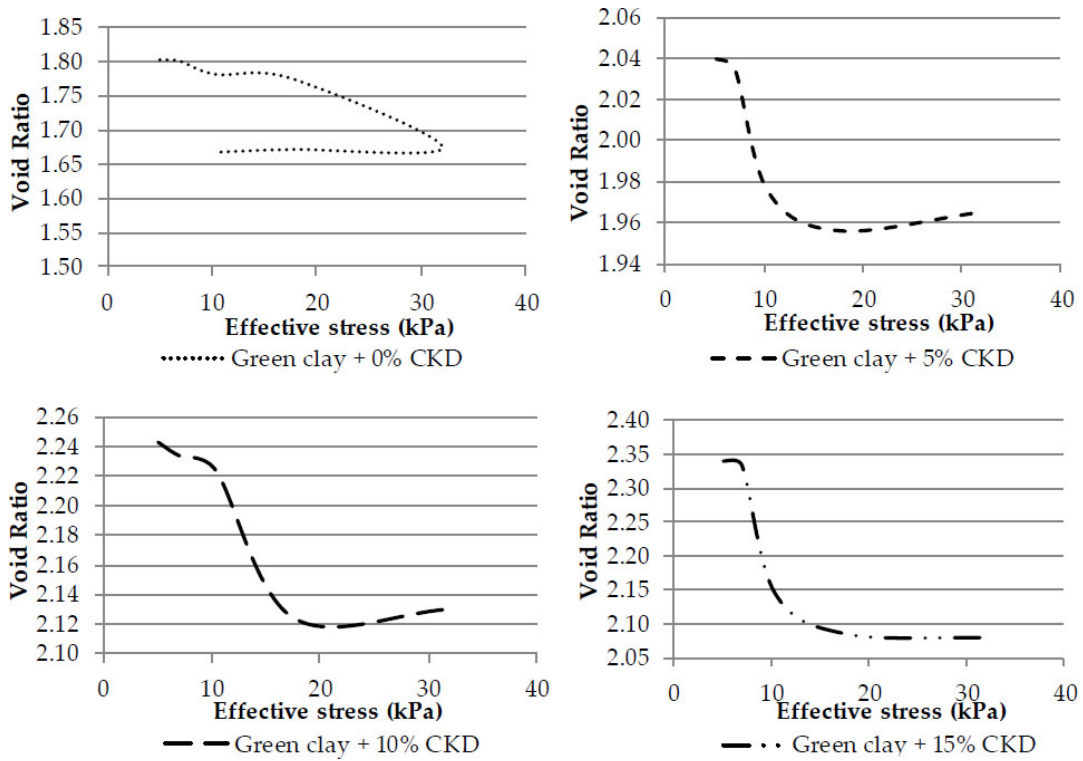 1.85
1.80
1.75
1.70
1.65
1.60
1.55
1.50
Void Ratio
0 10 20 30 40
Effective stress (kPa)
Green clay + 0% CKD
2.06
2.04
2.02
2.00
1.98
1.96
1.94
Void Ratio
0 10 20 30 40
Effective stress (kPa)
Green clay + 5% CKD
2.26
2.24
2.22
2.20
2.18
2.16
2.14
2.12
2.10
Void Ratio
0 10 20 30 40
Effective stress (kPa)
Green clay + 10% CKD
2.40
2.35
2.30
2.25
2.20
2.15
2.10
2.05
Void Ratio
0 10 20 30 40
Effective stress (kPa)
Green clay + 15% CKD